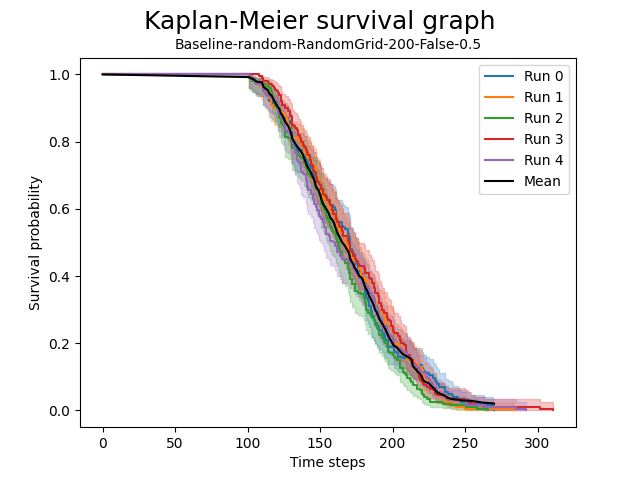 Kaplan-Meier survival graph
Baseline-random-RandomGrid-200-False-0.5
Survival probability
1.0
0.8
0.6
0.4
0.2
0.0
Run 0
Run 1
Run 2
Run 3
Run 4
Mean
0 50 100 150 200 250 300
Time steps